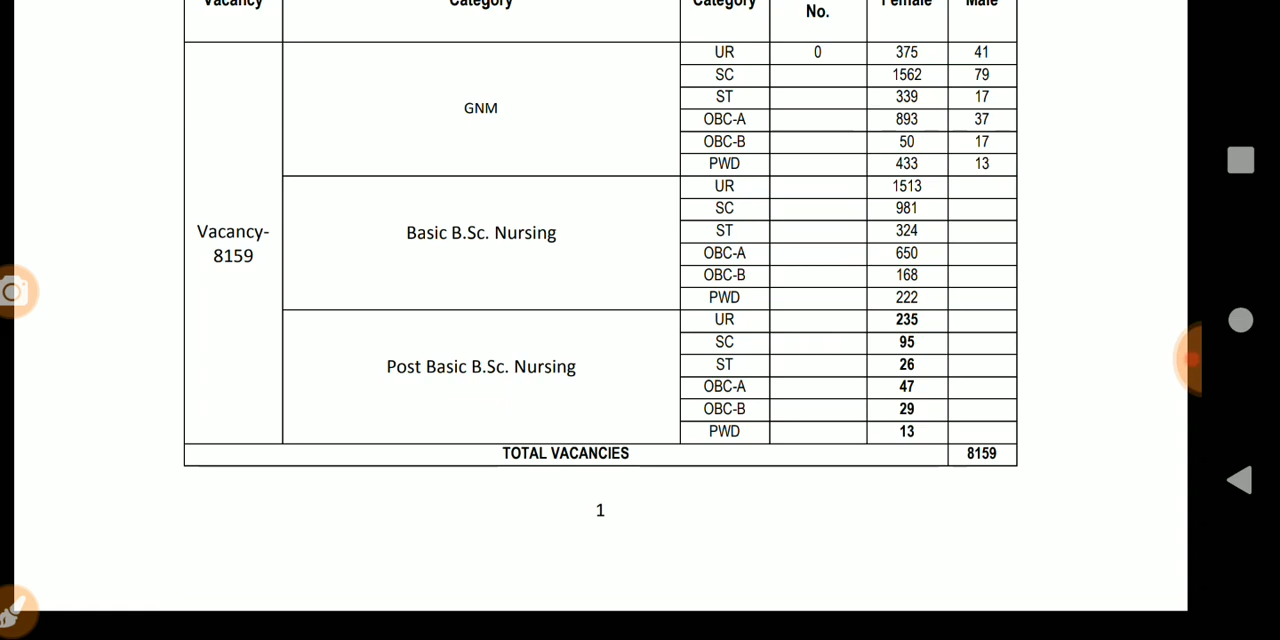 Vacancy Category Category No. Female Male
GNM
UR 0 375 41
SC 1562 79
ST 339 17
OBC-A 893 37
OBC-B 50 17
PWD 433 13
Vacancy-
8159
Basic B.Sc. Nursing
UR 1513
SC 981
ST 324
OBC-A 650
OBC-B 168
PWD 222
Post Basic B.Sc. Nursing
UR 235
SC 95
ST 26
OBC-A 47
OBC-B 29
PWD 13
TOTAL VACANCIES 8159
1